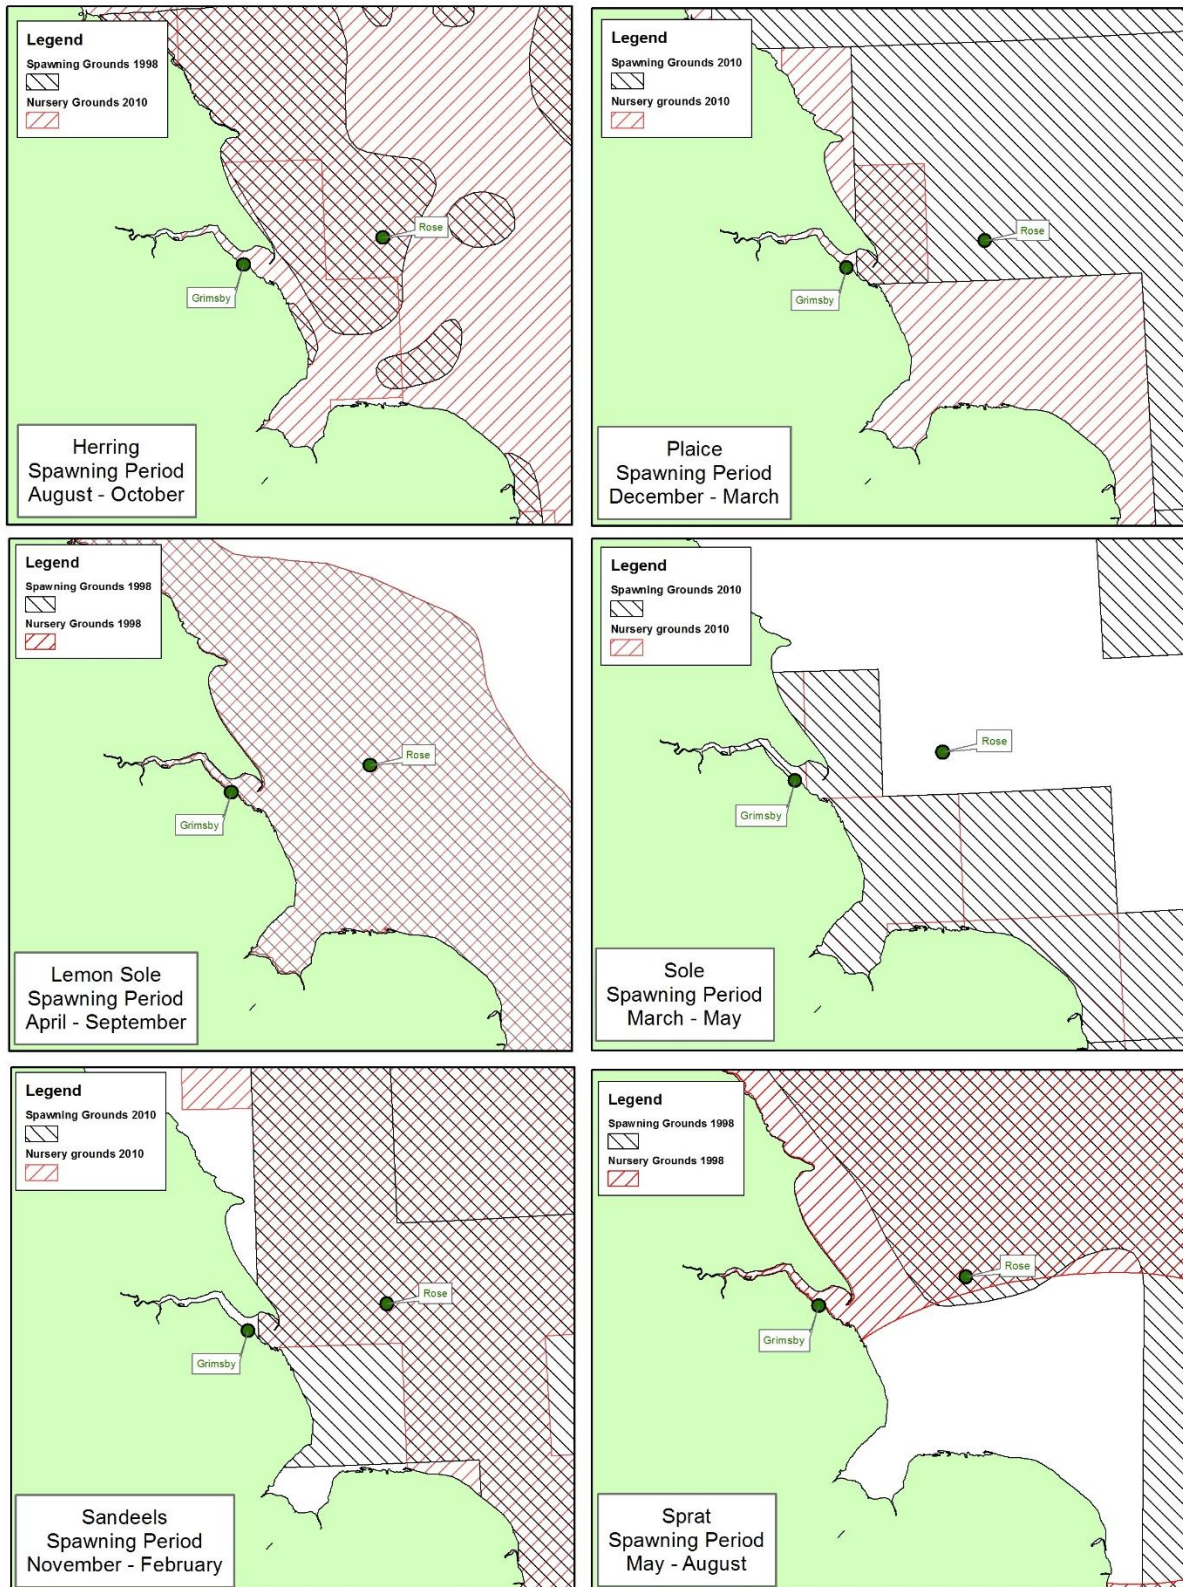 Legend
Spawning Grounds 1998
Nursery Grounds 2010
Rose
Grimsby
Herring
Spawning Period
August - October
Legend
Spawning Grounds 2010
Nursery grounds 2010
Rose
Grimsby
Plaice
Spawning Period
December - March
Legend
Spawning Grounds 1998
Nursery Grounds 1998
Rose
Grimsby
Lemon Sole
Spawning Period
April - September
Legend
Spawning Grounds 2010
Nursery grounds 2010
Rose
Grimsby
Sole
Spawning Period
March - May
Legend
Spawning Grounds 2010
Nursery grounds 2010
Rose
Grimsby
Sandeels
Spawning Period
November - February
Legend
Spawning Grounds 1998
Nursery Grounds 1998
Rose
Grimsby
Sprat
Spawning Period
May - August